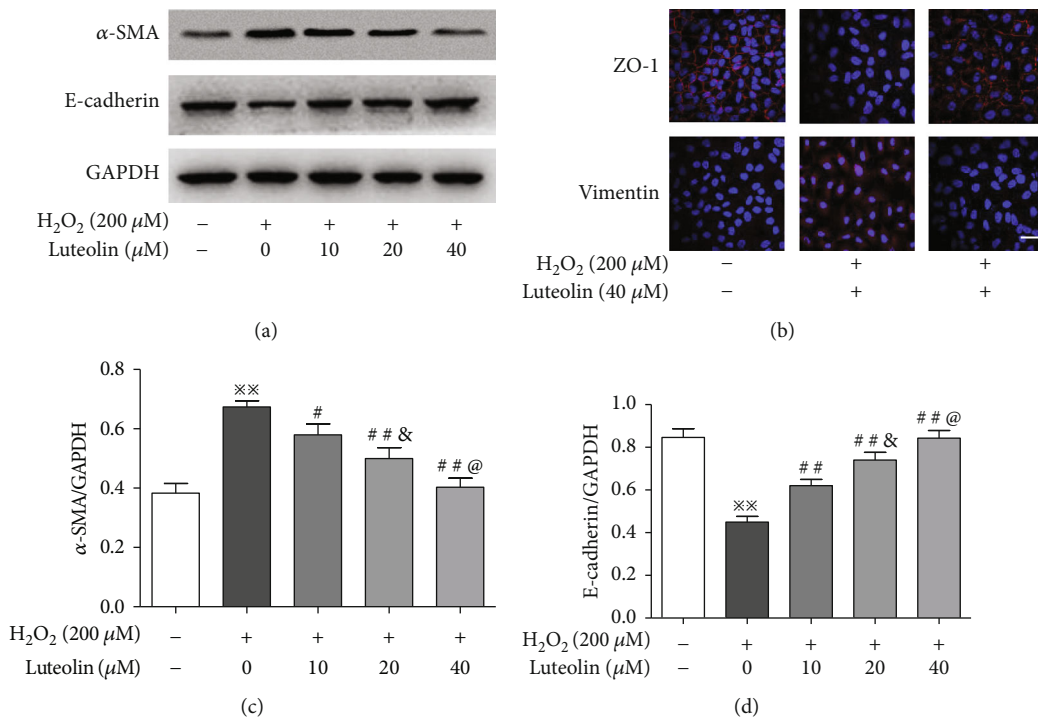 α-SMA
E-cadherin
GAPDH
H₂O₂ (200 μM) – + + + +
Luteolin (μM) – 0 10 20 40
(a)
ZO-1
Vimentin
H₂O₂ (200 μM) – + +
Luteolin (40 μM) – + +
(b)
α-SMA/GAPDH
0.8
0.6
0.4
0.2
0.0
※※
#
## &
## @
H₂O₂ (200 μM) – + + + +
Luteolin (μM) – 0 10 20 40
(c)
E-cadherin/GAPDH
1.0
0.8
0.6
0.4
0.2
0.0
※※
##
## &
## @
H₂O₂ (200 μM) – + + + +
Luteolin (μM) – 0 10 20 40
(d)